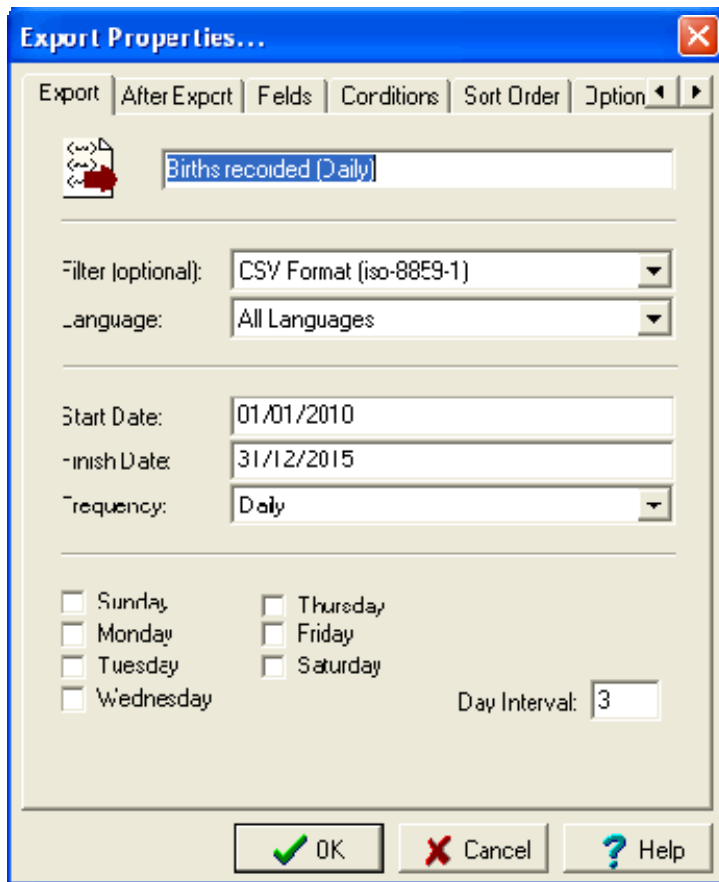 Export Properties...
Export After Export Fields Conditions Sort Order Option
Births recorded (Daily)
Filter (optional): CSV Format (iso-8859-1)
Language: All Languages
Start Date: 01/01/2010
Finish Date: 31/12/2015
Frequency: Daily
Sunday Thursday
Monday Friday
Tuesday Saturday
Wednesday Day Interval: 3
OK Cancel Help